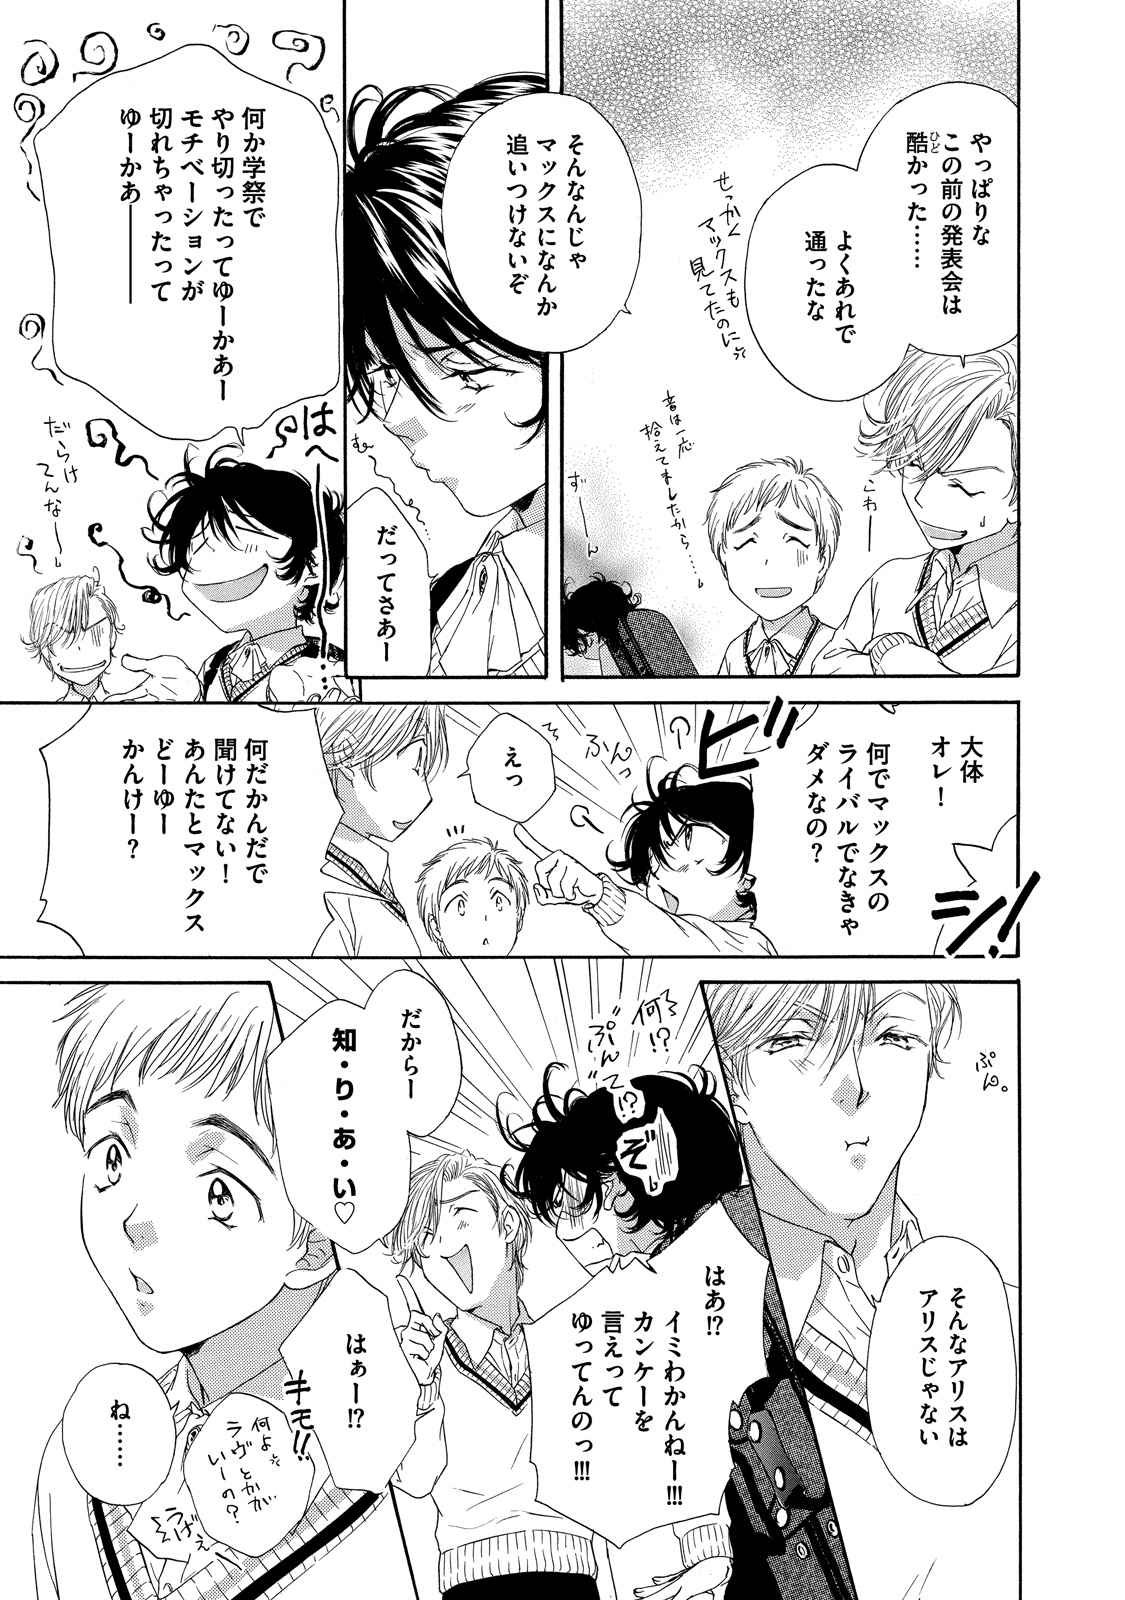 やっぱりな
この前の発表会は
酷かった……
ひど
よくあれで
通ったな
せっかく
マックスも
見てたのに
音は一応
拾えてましたから…
こわーー
ずーーん
そんなんじゃ
マックスになんか
追いつけないぞ
むっ
だってさあー
何か学祭で
やり切ったってゆーかあー
モチベーションが
切れちゃったって
ゆーかあ―――
はへー……
だらけ
てんなーー
大体
オレ！
何でマックスの
ライバルでなきゃ
ダメなの？
ビシ！
ふんっ
えっ
何だかんだで
聞けてない！
あんたとマックス
どーゆー
かんけー？
ぷん。
そんなアリスは
アリスじゃない
何!?
ぷんて!?
ぞ
はあ!?
イミわかんねー!!!
カンケーを
言えって
ゆってんのっ!!!
だからー
知・り・あ・い♡
はぁー!?
キモ!!
何よ
ラヴとか
いーの？
うげぇ
ね……